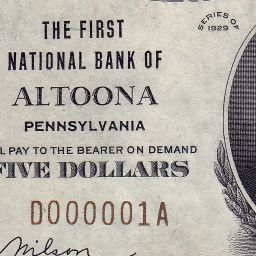 THE FIRST
NATIONAL BANK OF
ALTOONA
PENNSYLVANIA
PAY TO THE BEARER ON DEMAND
FIVE DOLLARS
D000001A
Wilson
SERIES OF
1929